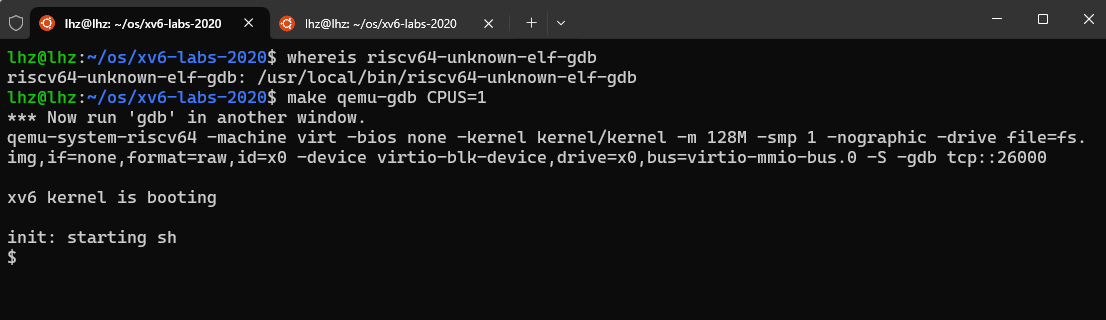 lhz@lhz: ~/os/xv6-labs-2020
lhz@lhz: ~/os/xv6-labs-2020
lhz@lhz:~/os/xv6-labs-2020$ whereis riscv64-unknown-elf-gdb
riscv64-unknown-elf-gdb: /usr/local/bin/riscv64-unknown-elf-gdb
lhz@lhz:~/os/xv6-labs-2020$ make qemu-gdb CPUS=1
*** Now run 'gdb' in another window.
qemu-system-riscv64 -machine virt -bios none -kernel kernel/kernel -m 128M -smp 1 -nographic -drive file=fs.
img,if=none,format=raw,id=x0 -device virtio-blk-device,drive=x0,bus=virtio-mmio-bus.0 -S -gdb tcp::26000
xv6 kernel is booting
init: starting sh
$